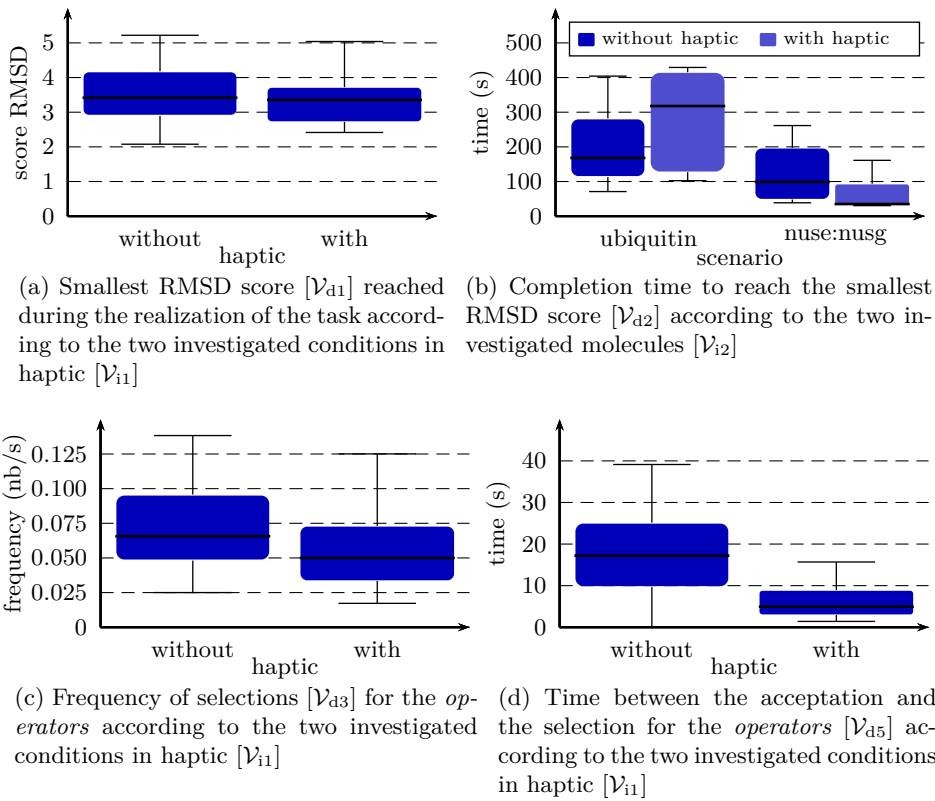 score RMSD
5
4
3
2
1
0
without with
haptic
(a) Smallest RMSD score [𝒱d1] reached
during the realization of the task accord-
ing to the two investigated conditions in
haptic [𝒱i1]
without haptic with haptic
time (s)
500
400
300
200
100
0
ubiquitin nuse:nusg
scenario
(b) Completion time to reach the smallest
RMSD score [𝒱d2] according to the two in-
vestigated molecules [𝒱i2]
frequency (nb/s)
0.125
0.100
0.075
0.050
0.025
0
without with
haptic
(c) Frequency of selections [𝒱d3] for the op-
erators according to the two investigated
conditions in haptic [𝒱i1]
time (s)
40
30
20
10
0
without with
haptic
(d) Time between the acceptation and
the selection for the operators [𝒱d5] ac-
cording to the two investigated conditions
in haptic [𝒱i1]